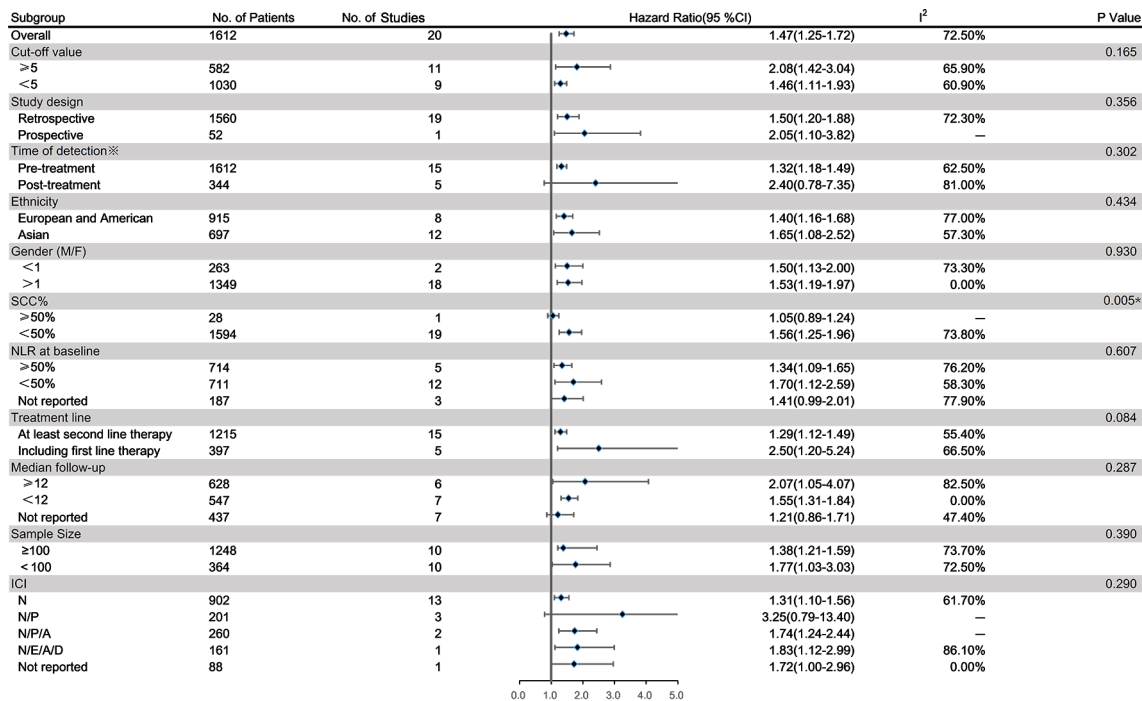 Subgroup No. of Patients No. of Studies Hazard Ratio(95 %CI) I² P Value
Overall 1612 20 1.47(1.25-1.72) 72.50%
Cut-off value 0.165
≥5 582 11 2.08(1.42-3.04) 65.90%
<5 1030 9 1.46(1.11-1.93) 60.90%
Study design 0.356
Retrospective 1560 19 1.50(1.20-1.88) 72.30%
Prospective 52 1 2.05(1.10-3.82) —
Time of detection※ 0.302
Pre-treatment 1612 15 1.32(1.18-1.49) 62.50%
Post-treatment 344 5 2.40(0.78-7.35) 81.00%
Ethnicity 0.434
European and American 915 8 1.40(1.16-1.68) 77.00%
Asian 697 12 1.65(1.08-2.52) 57.30%
Gender (M/F) 0.930
<1 263 2 1.50(1.13-2.00) 73.30%
>1 1349 18 1.53(1.19-1.97) 0.00%
SCC% 0.005*
≥50% 28 1 1.05(0.89-1.24) —
<50% 1594 19 1.56(1.25-1.96) 73.80%
NLR at baseline 0.607
≥50% 714 5 1.34(1.09-1.65) 76.20%
<50% 711 12 1.70(1.12-2.59) 58.30%
Not reported 187 3 1.41(0.99-2.01) 77.90%
Treatment line 0.084
At least second line therapy 1215 15 1.29(1.12-1.49) 55.40%
Including first line therapy 397 5 2.50(1.20-5.24) 66.50%
Median follow-up 0.287
≥12 628 6 2.07(1.05-4.07) 82.50%
<12 547 7 1.55(1.31-1.84) 0.00%
Not reported 437 7 1.21(0.86-1.71) 47.40%
Sample Size 0.390
≥100 1248 10 1.38(1.21-1.59) 73.70%
<100 364 10 1.77(1.03-3.03) 72.50%
ICI 0.290
N 902 13 1.31(1.10-1.56) 61.70%
N/P 201 3 3.25(0.79-13.40) —
N/P/A 260 2 1.74(1.24-2.44) —
N/E/A/D 161 1 1.83(1.12-2.99) 86.10%
Not reported 88 1 1.72(1.00-2.96) 0.00%
0.0 1.0 2.0 3.0 4.0 5.0